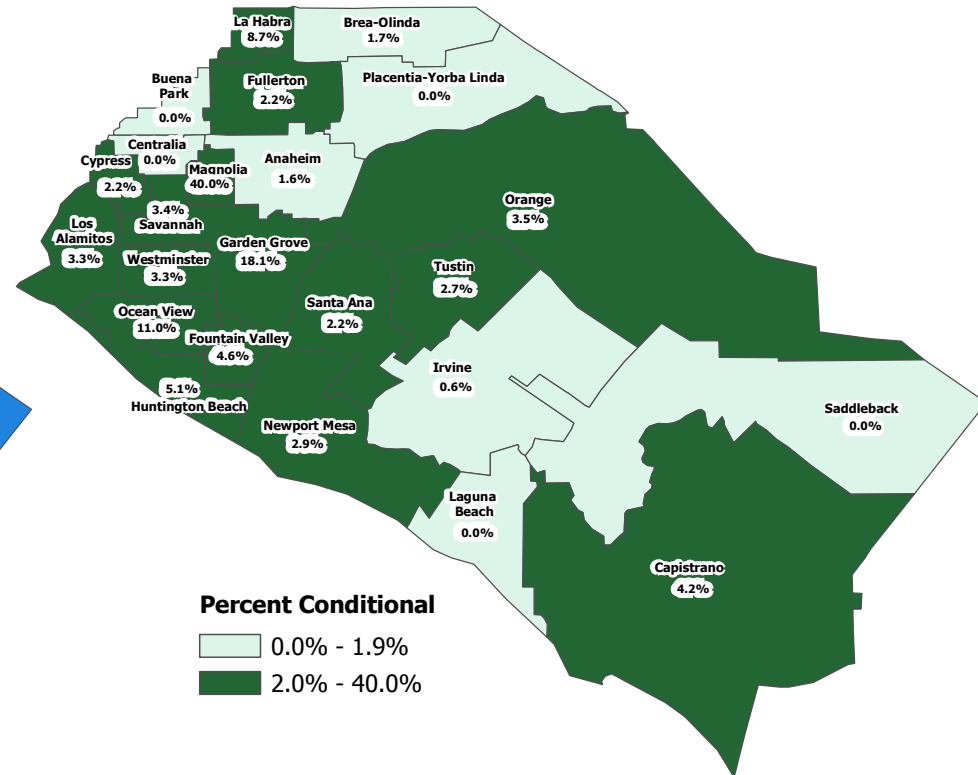 La Habra
8.7%
Brea-Olinda
1.7%
Buena
Park
0.0%
Fullerton
2.2%
Placentia-Yorba Linda
0.0%
Centralia
0.0%
Cypress
2.2%
Magnolia
40.0%
Anaheim
1.6%
3.4%
Savannah
Orange
3.5%
Los
Alamitos
3.3%
Garden Grove
18.1%
Westminster
3.3%
Tustin
2.7%
Ocean View
11.0%
Santa Ana
2.2%
Fountain Valley
4.6%
Irvine
0.6%
5.1%
Huntington Beach
Saddleback
0.0%
Newport Mesa
2.9%
Laguna
Beach
0.0%
Capistrano
4.2%
Percent Conditional
0.0% - 1.9%
2.0% - 40.0%